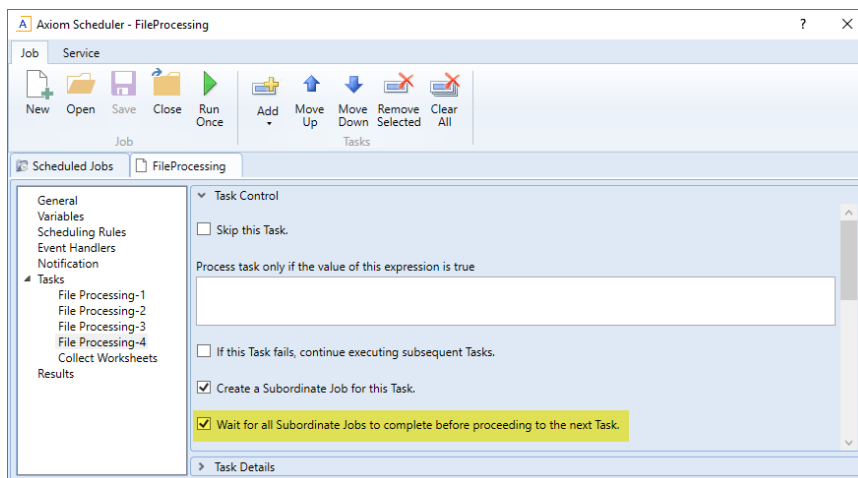 Axiom Scheduler - FileProcessing
Job Service
New Open Save Close Run Once
Add Move Up Move Down Remove Selected Clear All
Job Tasks
Scheduled Jobs FileProcessing
General
Variables
Scheduling Rules
Event Handlers
Notification
Tasks
File Processing-1
File Processing-2
File Processing-3
File Processing-4
Collect Worksheets
Results
Task Control
Skip this Task.
Process task only if the value of this expression is true
If this Task fails, continue executing subsequent Tasks.
Create a Subordinate Job for this Task.
Wait for all Subordinate Jobs to complete before proceeding to the next Task.
Task Details